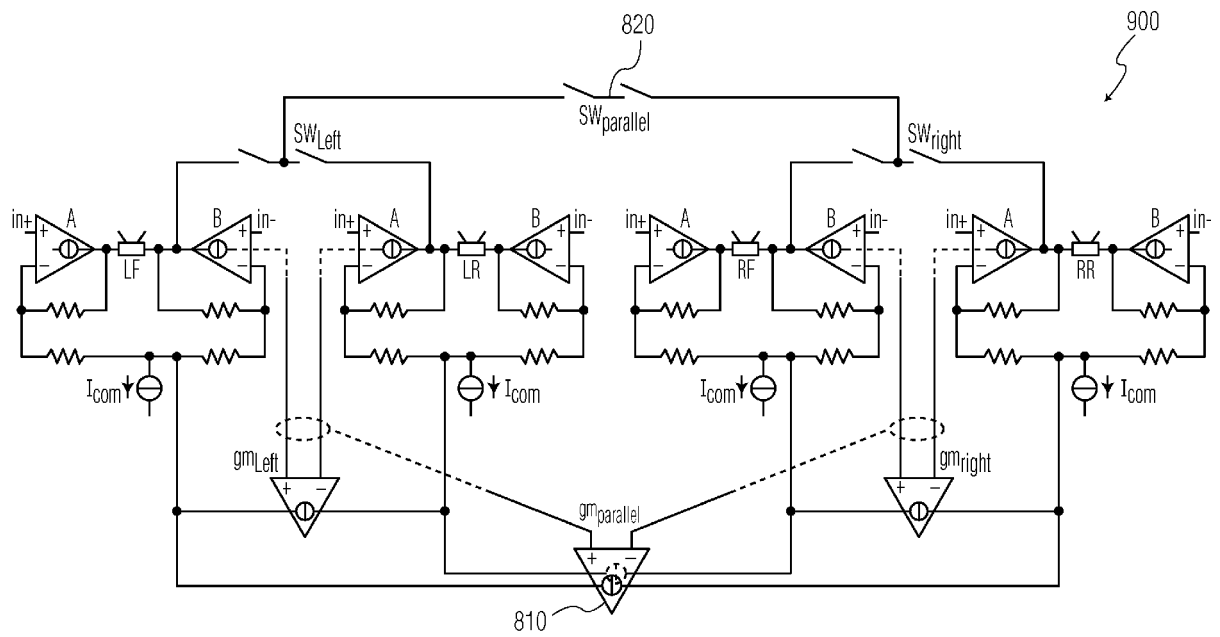 820
900
SWparallel
SWLeft
SWright
in+ A B in- in+ A B in- in+ A B in- in+ A B in-
+ + + + + + + +
- - - - - - - -
LF LR RF RR
Icom Icom Icom Icom
gmLeft gmright
+ - + -
gmparallel
+ -
810